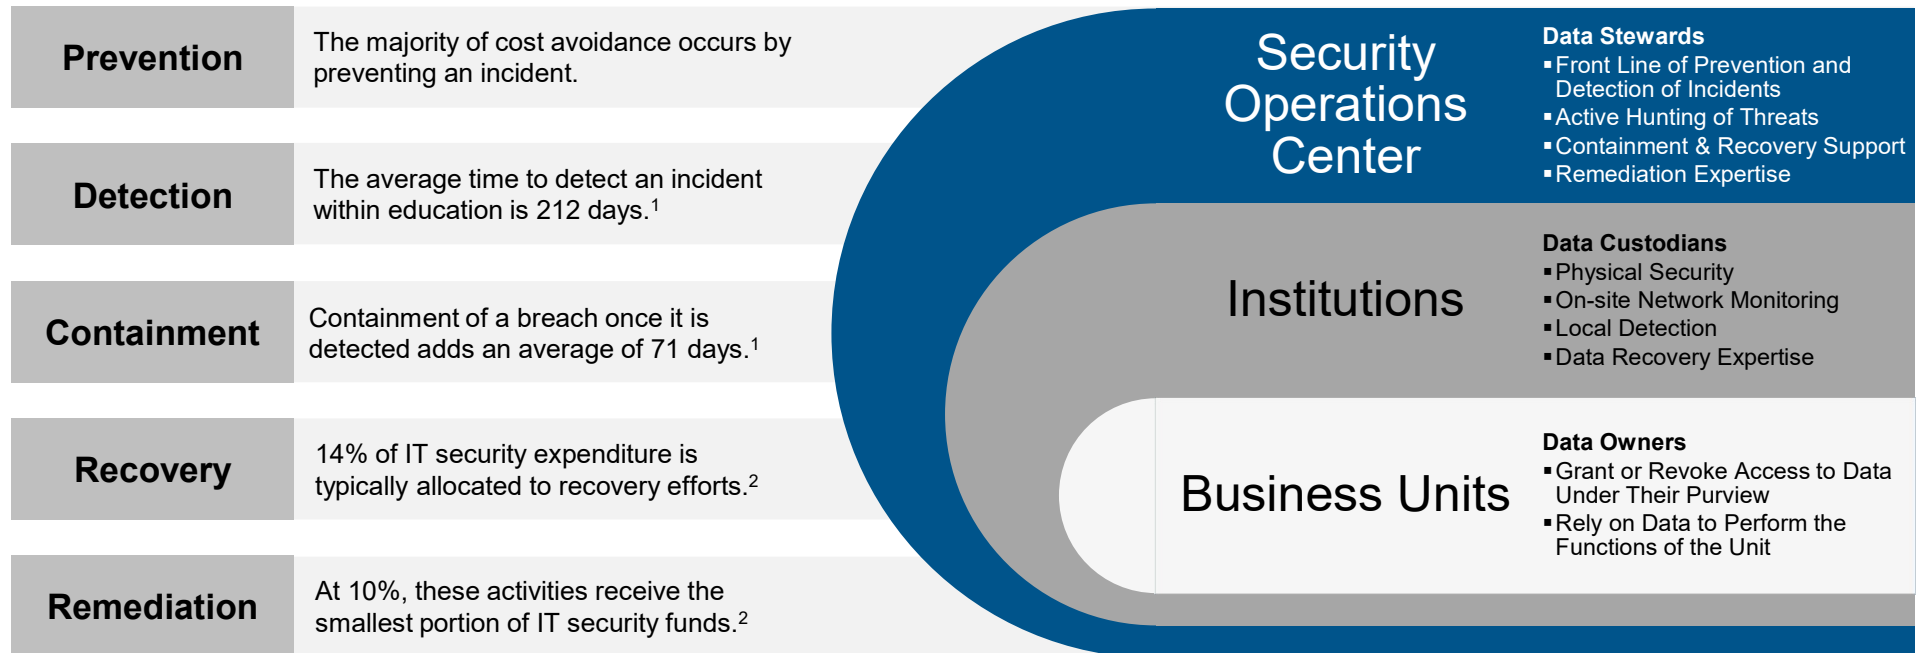 Prevention
The majority of cost avoidance occurs by
preventing an incident.
Detection
The average time to detect an incident
within education is 212 days.¹
Containment
Containment of a breach once it is
detected adds an average of 71 days.¹
Recovery
14% of IT security expenditure is
typically allocated to recovery efforts.²
Remediation
At 10%, these activities receive the
smallest portion of IT security funds.²
Security
Operations
Center
Data Stewards
▪Front Line of Prevention and
Detection of Incidents
▪Active Hunting of Threats
▪Containment & Recovery Support
▪Remediation Expertise
Institutions
Data Custodians
▪Physical Security
▪On-site Network Monitoring
▪Local Detection
▪Data Recovery Expertise
Business Units
Data Owners
▪Grant or Revoke Access to Data
Under Their Purview
▪Rely on Data to Perform the
Functions of the Unit